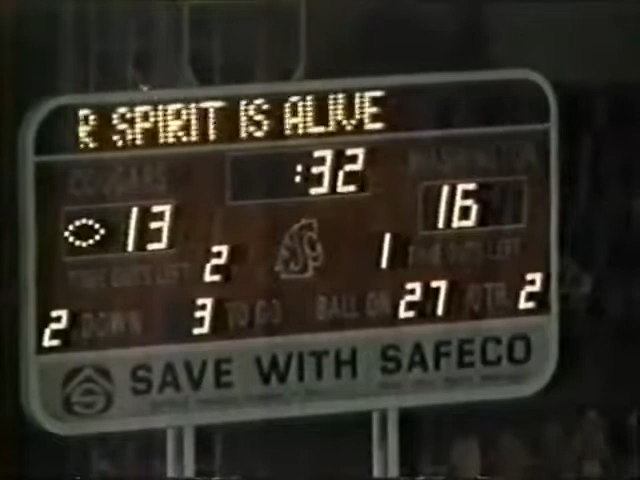 R SPIRIT IS ALIVE
COUGARS :32 WASHINGTON
13 16
TIME OUTS LEFT 2 1 TIME OUTS LEFT
2 DOWN 3 TO GO BALL ON 27 QTR 2
SAVE WITH SAFECO